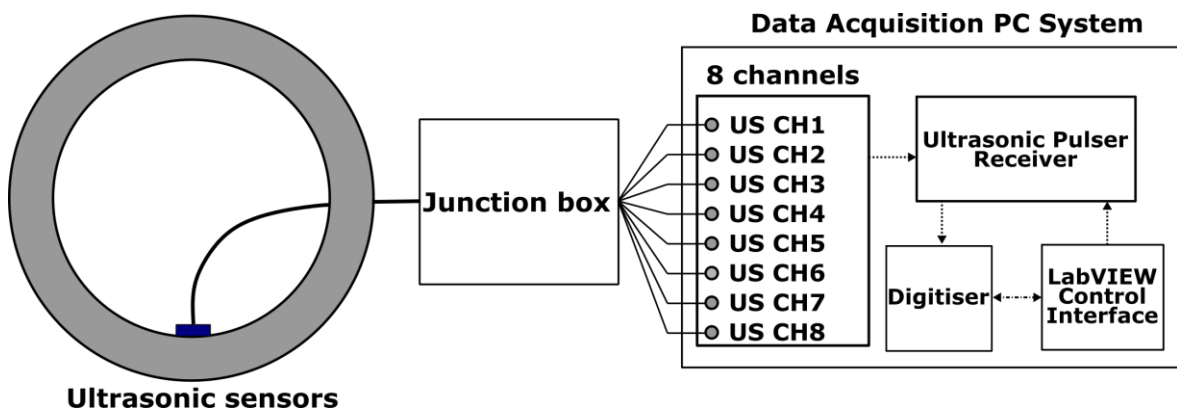 Data Acquisition PC System
8 channels
US CH1
US CH2
US CH3
US CH4
US CH5
US CH6
US CH7
US CH8
Ultrasonic Pulser
Receiver
Digitiser
LabVIEW
Control
Interface
Junction box
Ultrasonic sensors